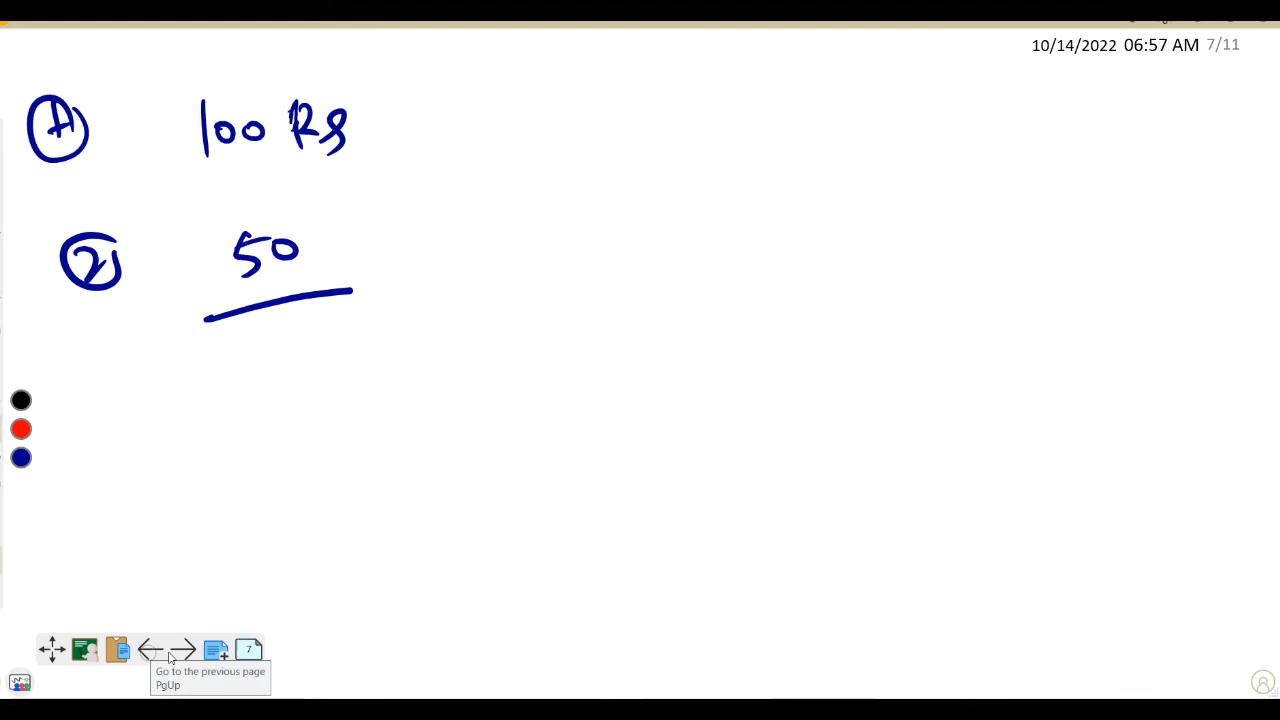 10/14/2022 06:57 AM 7/11
A 100 Rs
2 50
7
Go to the previous page
PgUp